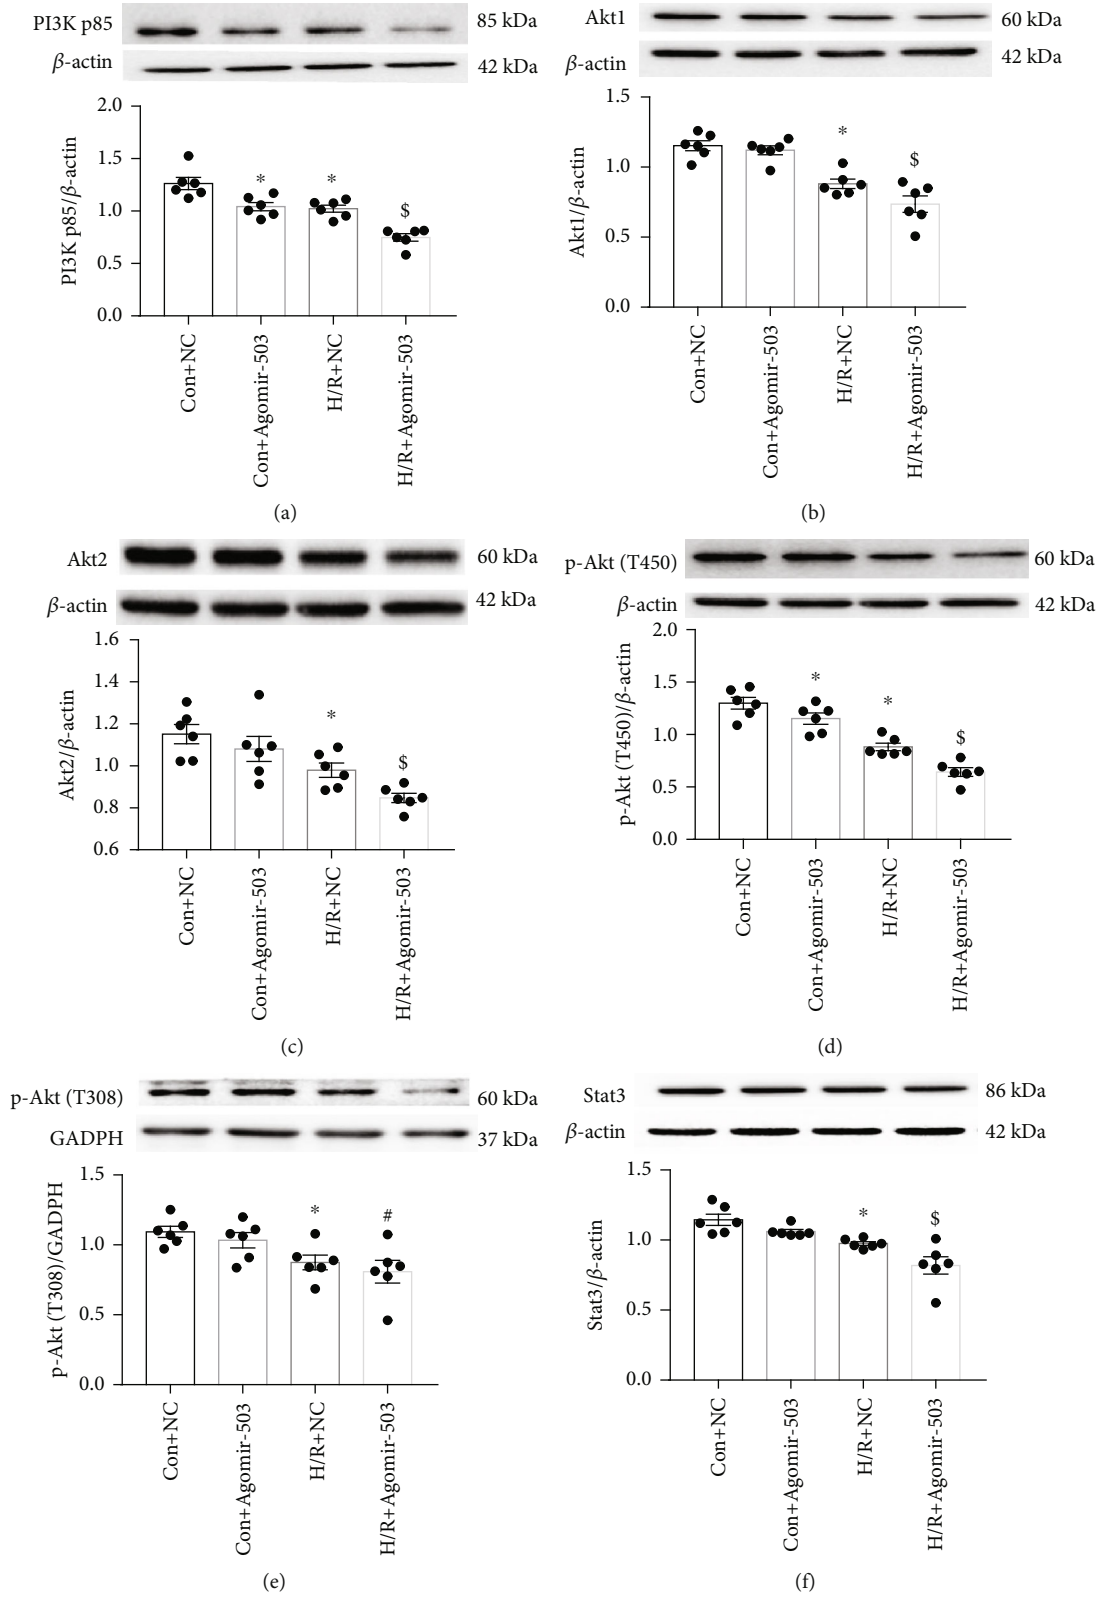 PI3K p85
85 kDa
β-actin
42 kDa
2.0
1.5
1.0
0.5
0.0
PI3K p85/β-actin
*
*
$
Con+NC
Con+Agomir-503
H/R+NC
H/R+Agomir-503
(a)
Akt1
60 kDa
β-actin
42 kDa
1.5
1.0
0.5
0.0
Akt1/β-actin
*
$
Con+NC
Con+Agomir-503
H/R+NC
H/R+Agomir-503
(b)
Akt2
60 kDa
β-actin
42 kDa
1.6
1.4
1.2
1.0
0.8
0.6
Akt2/β-actin
*
$
Con+NC
Con+Agomir-503
H/R+NC
H/R+Agomir-503
(c)
p-Akt (T450)
60 kDa
β-actin
42 kDa
2.0
1.5
1.0
0.5
0.0
p-Akt (T450)/β-actin
*
*
$
Con+NC
Con+Agomir-503
H/R+NC
H/R+Agomir-503
(d)
p-Akt (T308)
60 kDa
GADPH
37 kDa
1.5
1.0
0.5
0.0
p-Akt (T308)/GADPH
*
#
Con+NC
Con+Agomir-503
H/R+NC
H/R+Agomir-503
(e)
Stat3
86 kDa
β-actin
42 kDa
1.5
1.0
0.5
0.0
Stat3/β-actin
*
$
Con+NC
Con+Agomir-503
H/R+NC
H/R+Agomir-503
(f)